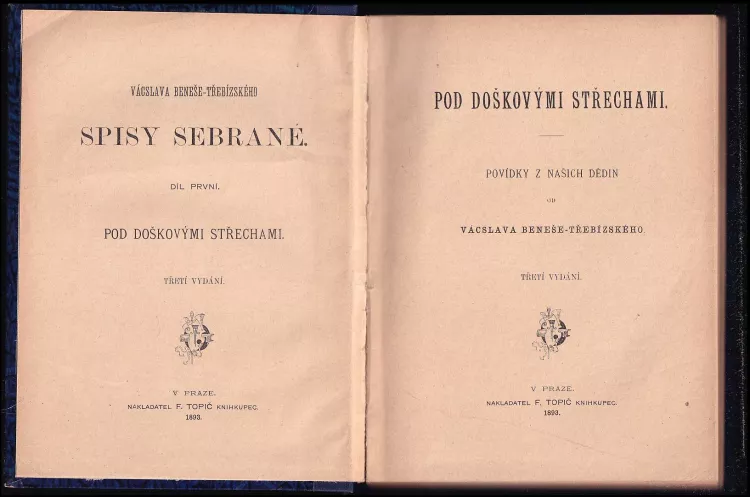 VÁCSLAVA BENEŠE-TŘEBÍZSKÉHO
SPISY SEBRANÉ.
DÍL PRVNÍ.
POD DOŠKOVÝMI STŘECHAMI.
TŘETÍ VYDÁNÍ.
V PRAZE.
NAKLADATEL F. TOPIČ KNIHKUPEC.
1893.
POD DOŠKOVÝMI STŘECHAMI.
POVÍDKY Z NAŠICH DĚDIN
OD
VÁCSLAVA BENEŠE-TŘEBÍZSKÉHO.
TŘETÍ VYDÁNÍ.
V PRAZE.
NAKLADATEL F. TOPIČ KNIHKUPEC.
1893.